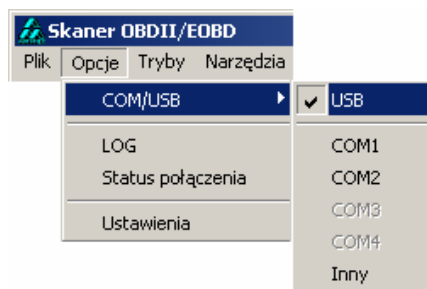 Skaner OBDII/EOBD
Plik Opcje Tryby Narzędzia
COM/USB
LOG
Status połączenia
Ustawienia
USB
COM1
COM2
COM3
COM4
Inny